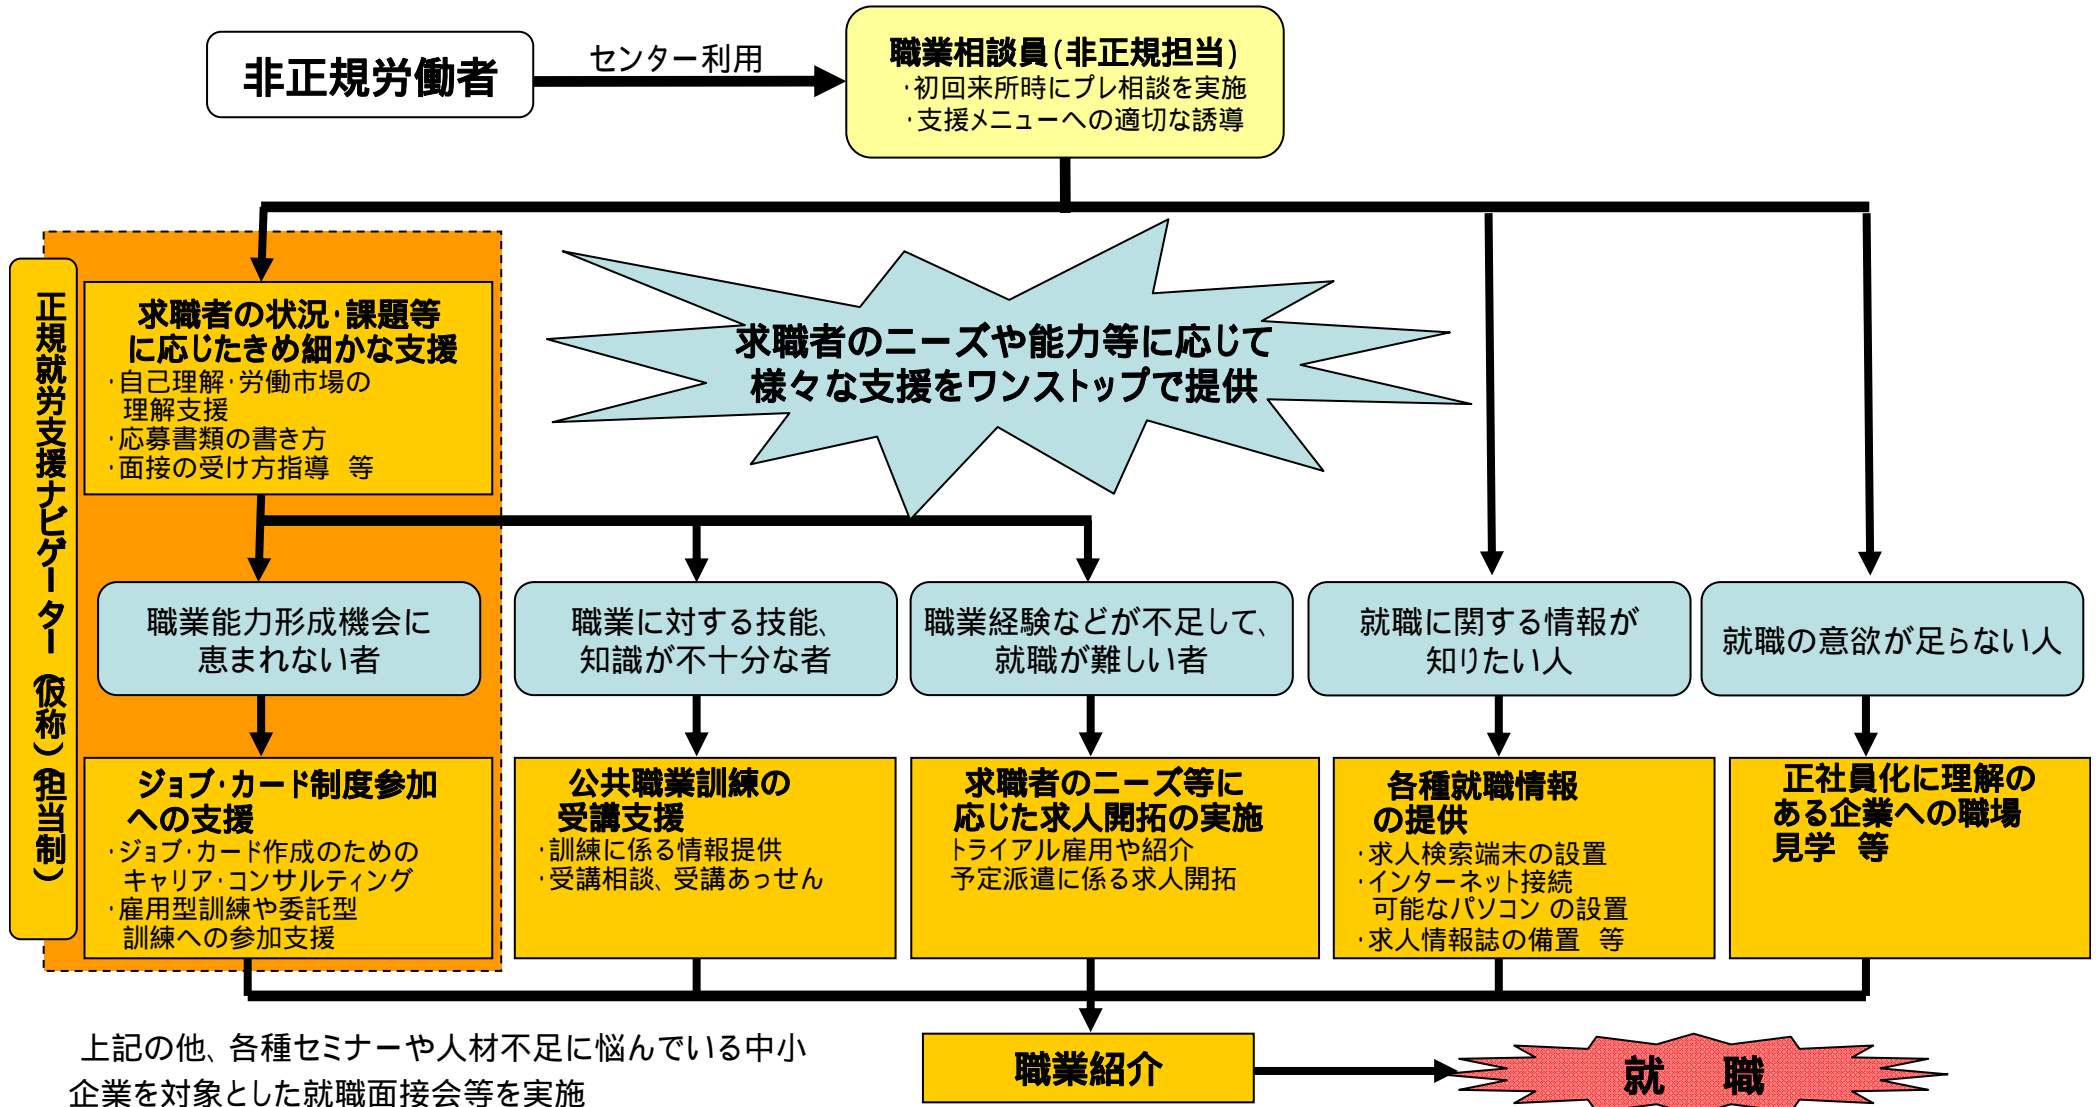 非正規労働者
センター利用
職業相談員(非正規担当)
・初回来所時にプレ相談を実施
・支援メニューへの適切な誘導
正規就労支援ナビゲーター(仮称)(担当制)
求職者の状況・課題等
に応じたきめ細かな支援
・自己理解・労働市場の
理解支援
・応募書類の書き方
・面接の受け方指導 等
求職者のニーズや能力等に応じて
様々な支援をワンストップで提供
職業能力形成機会に
恵まれない者
職業に対する技能、
知識が不十分な者
職業経験などが不足して、
就職が難しい者
就職に関する情報が
知りたい人
就職の意欲が足らない人
ジョブ・カード制度参加
への支援
・ジョブ・カード作成のための
キャリア・コンサルティング
・雇用型訓練や委託型
訓練への参加支援
公共職業訓練の
受講支援
・訓練に係る情報提供
・受講相談、受講あっせん
求職者のニーズ等に
応じた求人開拓の実施
トライアル雇用や紹介
予定派遣に係る求人開拓
各種就職情報
の提供
・求人検索端末の設置
・インターネット接続
可能なパソコン の設置
・求人情報誌の備置 等
正社員化に理解の
ある企業への職場
見学 等
上記の他、各種セミナーや人材不足に悩んでいる中小
企業を対象とした就職面接会等を実施
職業紹介
就 職